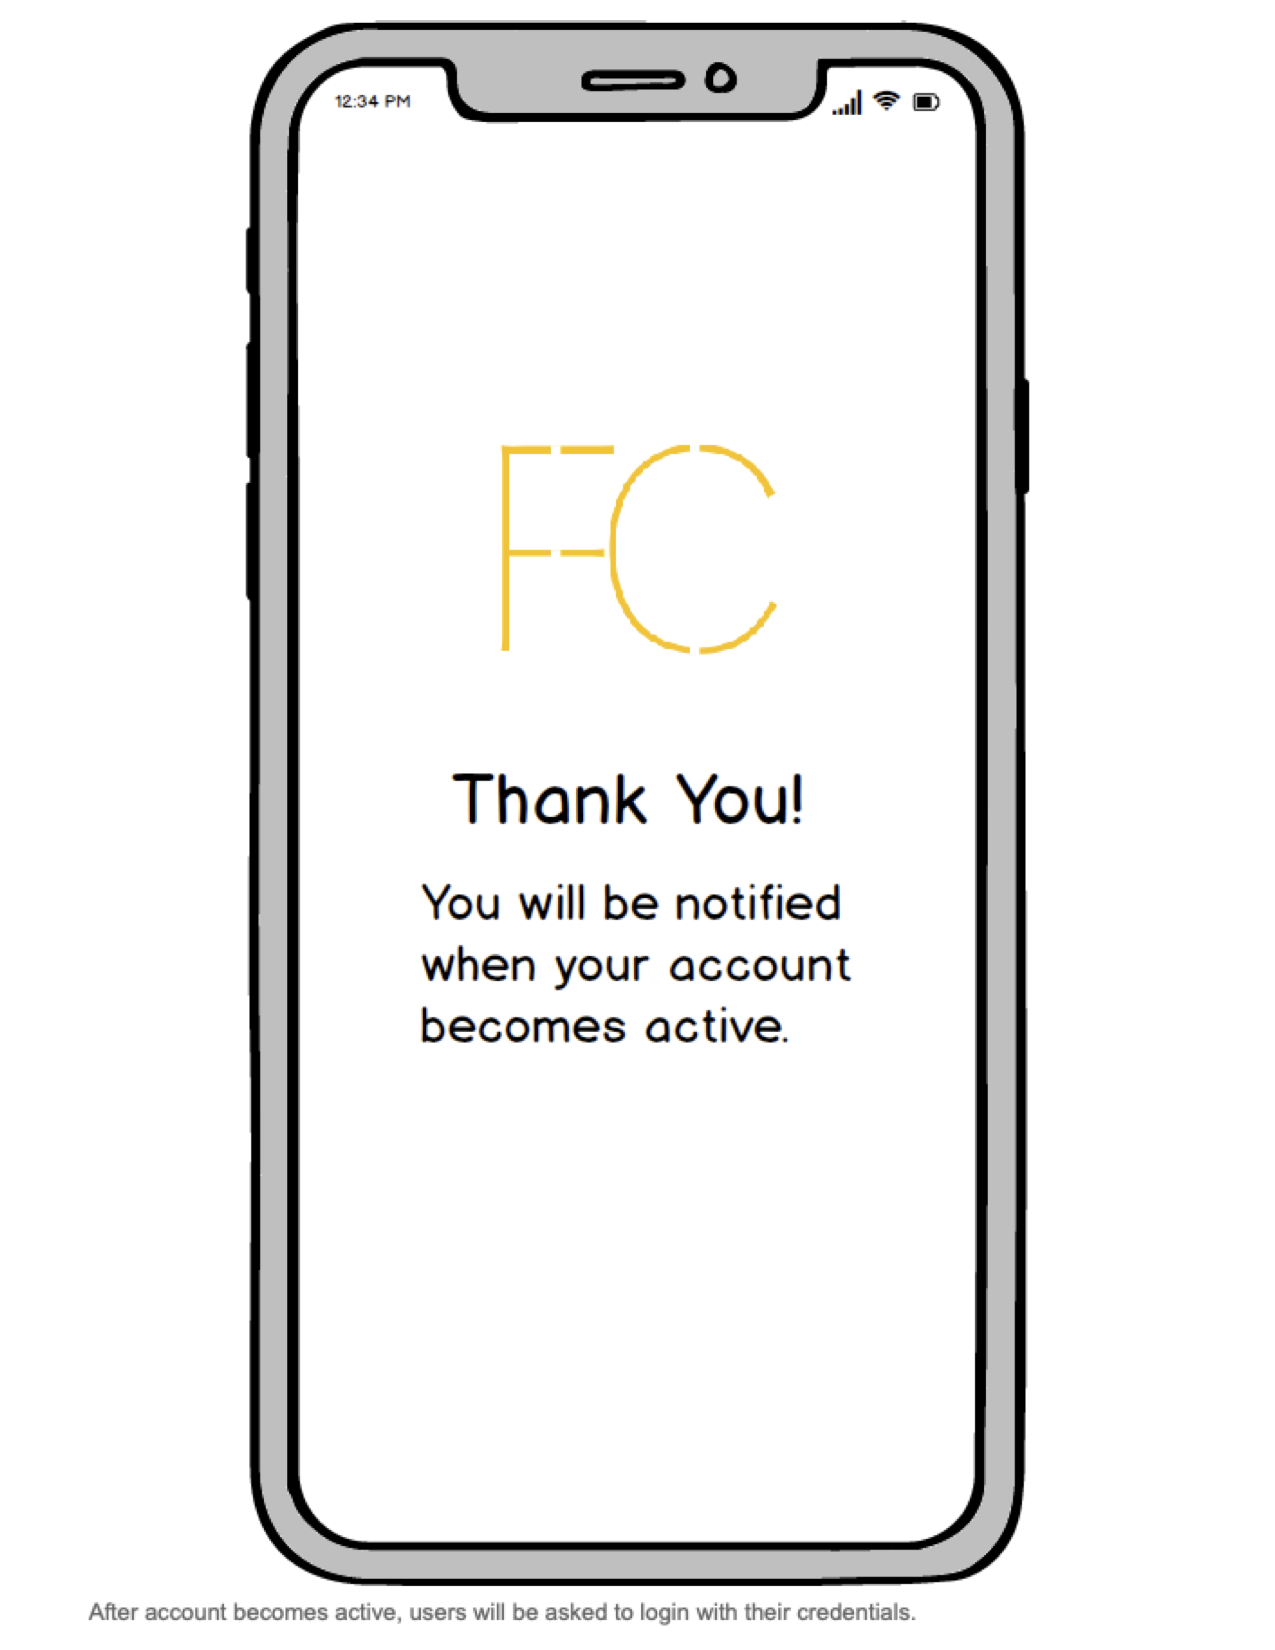 12:34 PM
FC
Thank You!
You will be notified
when your account
becomes active.
After account becomes active, users will be asked to login with their credentials.